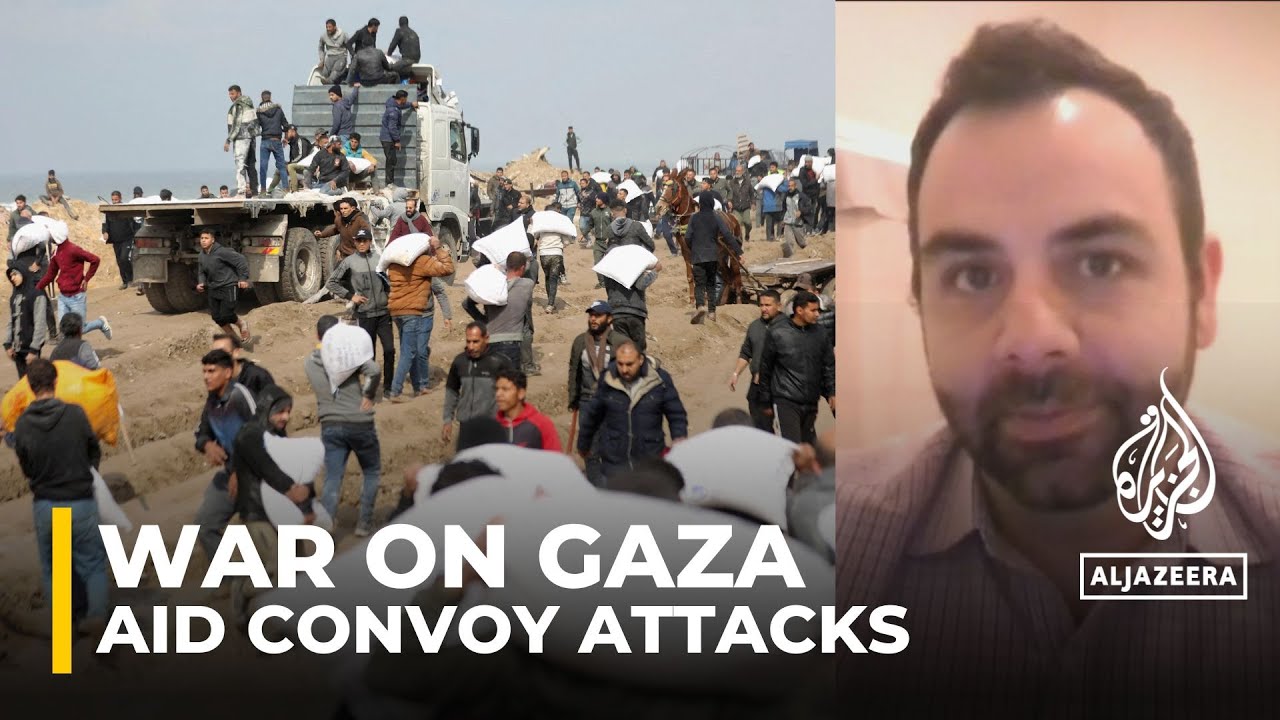 WAR ON GAZA
AID CONVOY ATTACKS
الجزيرة
ALJAZEERA